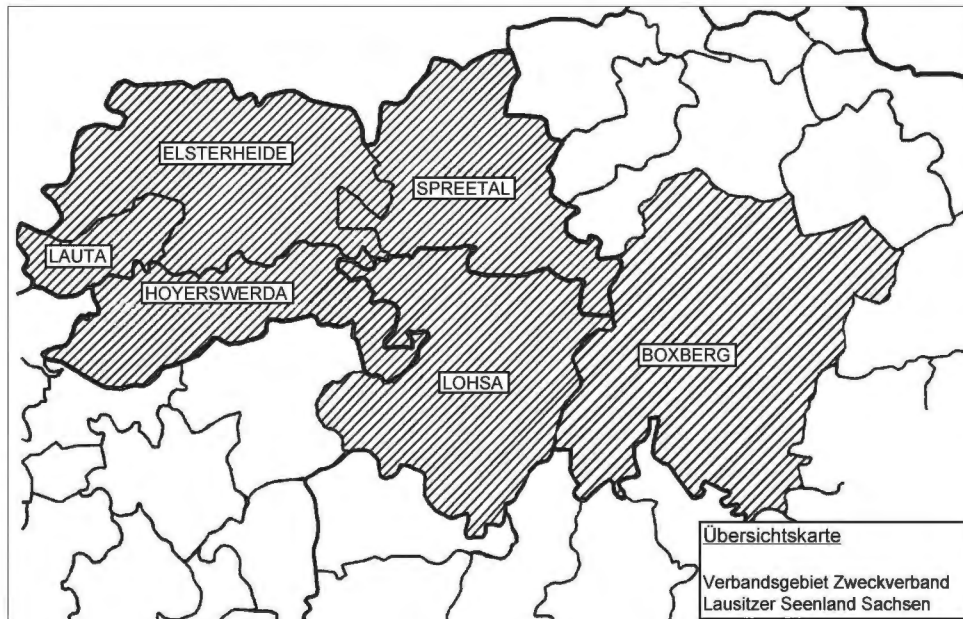 ELSTERHEIDE
SPREETAL
LAUTA
HOYERSWERDA
BOXBERG
LOHSA
Übersichtskarte
Verbandsgebiet Zweckverband
Lausitzer Seenland Sachsen